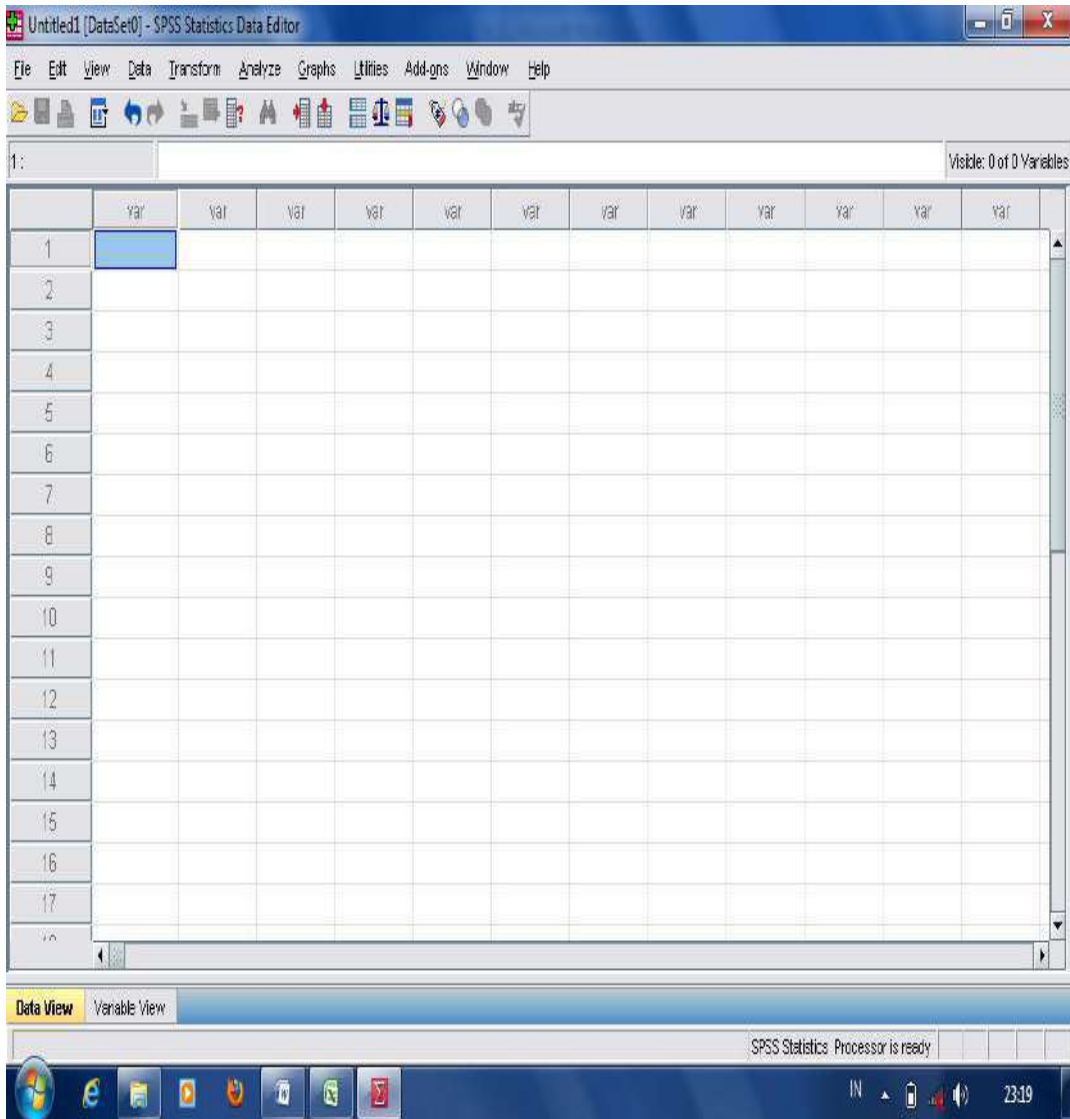 Untitled1 [DataSet0] - SPSS Statistics Data Editor
File Edit View Data Transform Analyze Graphs Utilities Add-ons Window Help
1 : Visible: 0 of 0 Variables
var var var var var var var var var var var var
1
2
3
4
5
6
7
8
9
10
11
12
13
14
15
16
17
Data View Variable View
SPSS Statistics Processor is ready
IN 23:19